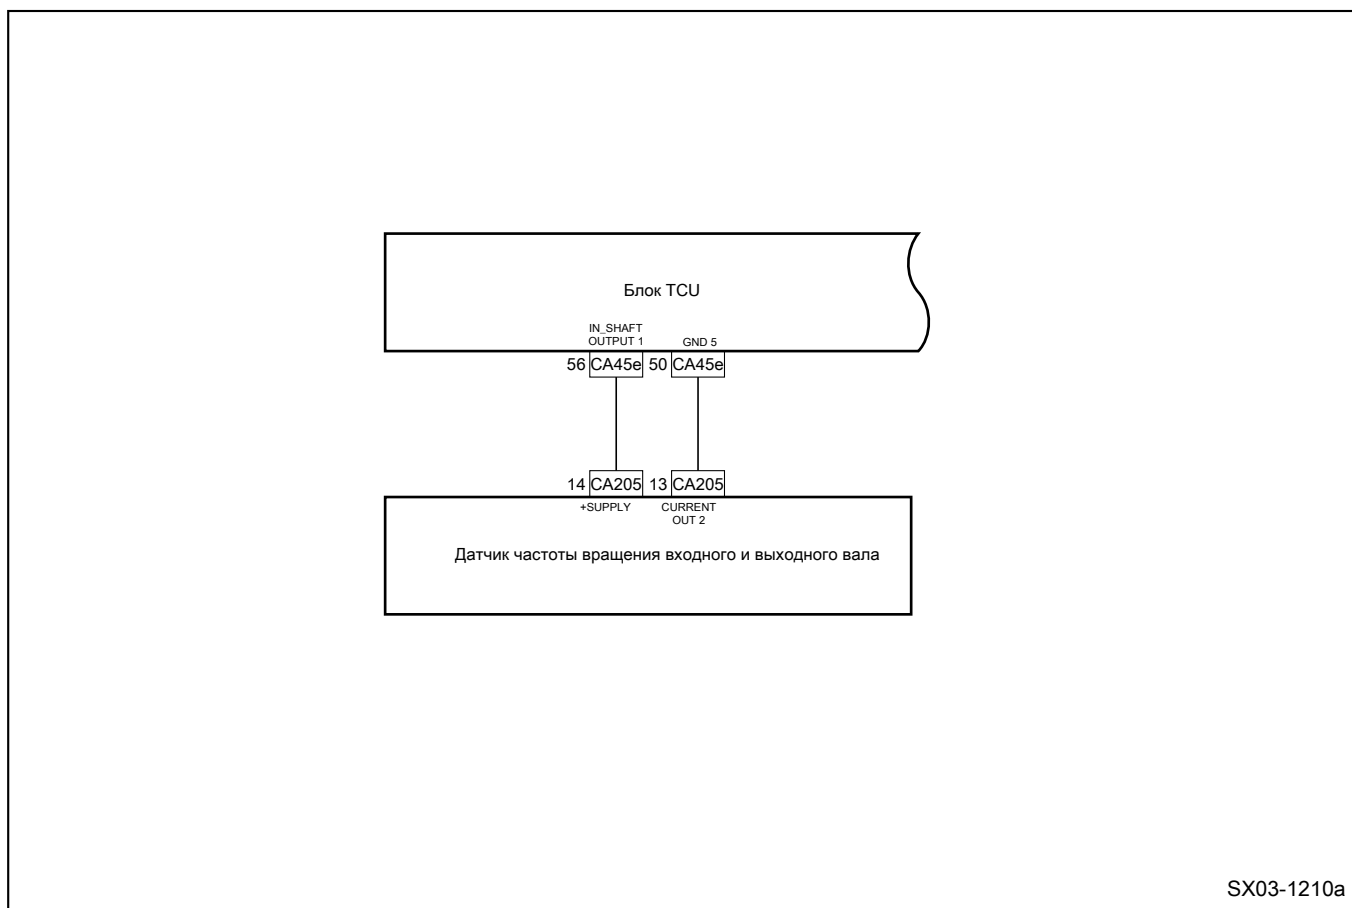 Блок TCU
IN_SHAFT
OUTPUT 1
GND 5
56 CA45e 50 CA45e
14 CA205 13 CA205
+SUPPLY
CURRENT
OUT 2
Датчик частоты вращения входного и выходного вала
SX03-1210a